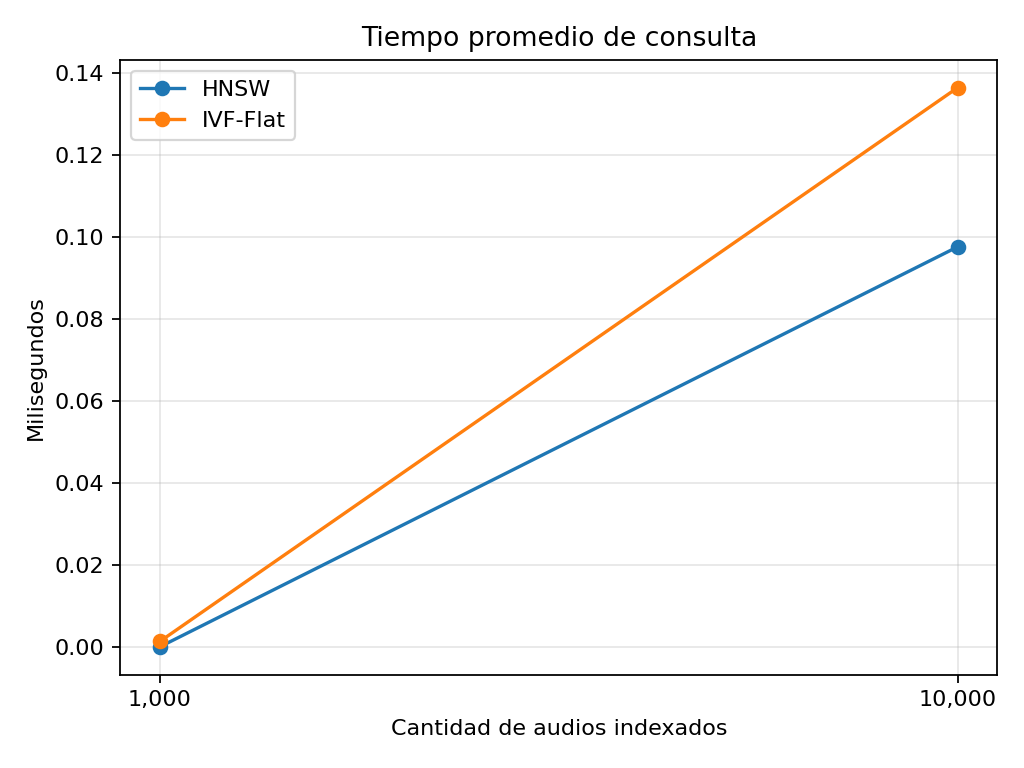 Tiempo promedio de consulta
HNSW
IVF-Flat
0.14
0.12
0.10
0.08
0.06
0.04
0.02
0.00
Milisegundos
1,000
10,000
Cantidad de audios indexados